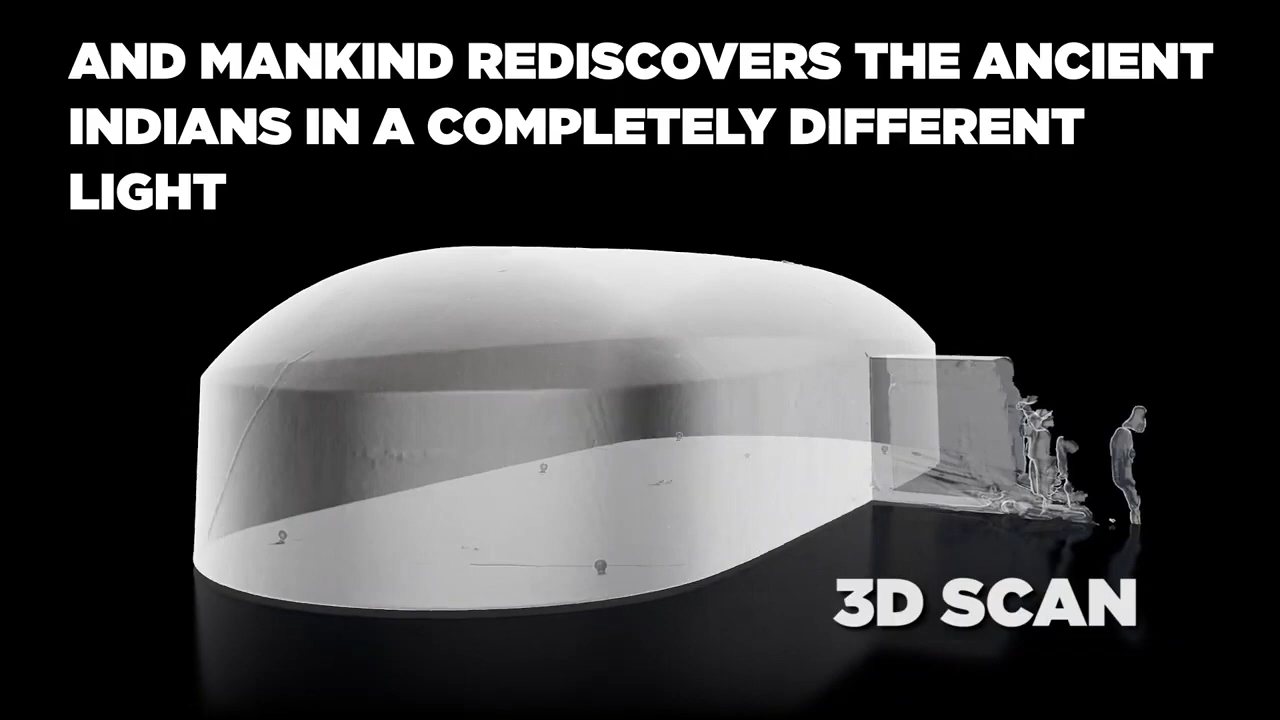 AND MANKIND REDISCOVERS THE ANCIENT
INDIANS IN A COMPLETELY DIFFERENT
LIGHT
3D SCAN